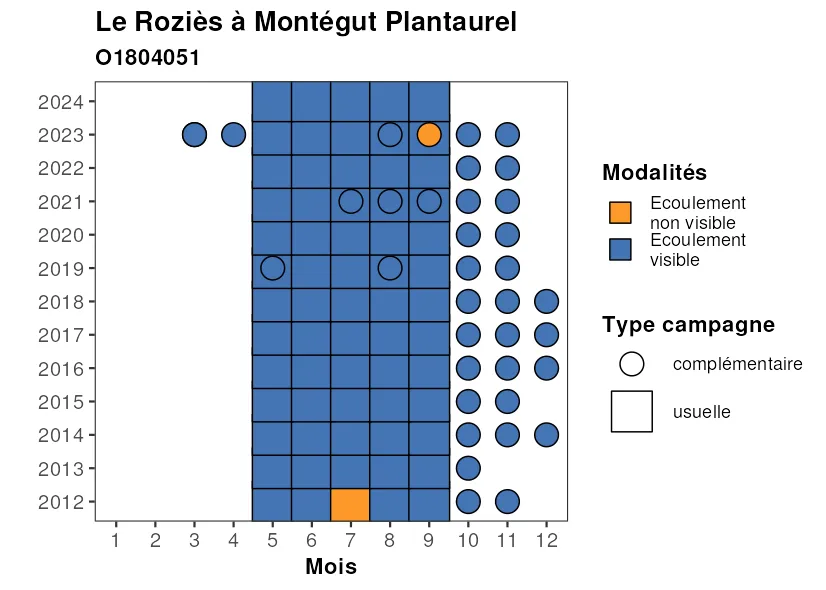 Le Roziès à Montégut Plantaurel
O1804051
2024
2023
2022
2021
2020
2019
2018
2017
2016
2015
2014
2013
2012
1 2 3 4 5 6 7 8 9 10 11 12
Mois
Modalités
Ecoulement
non visible
Ecoulement
visible
Type campagne
complémentaire
usuelle